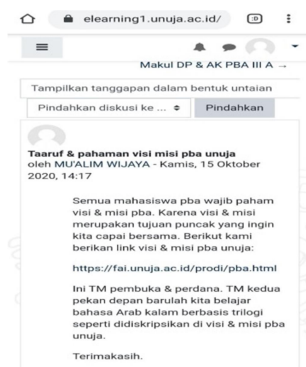 elearning1.unuja.ac.id/
Makul DP & AK PBA III A →
Tampilkan tanggapan dalam bentuk untaian
Pindahkan diskusi ke ...
Pindahkan
Taaruf & pahaman visi misi pba unuja
oleh MU'ALIM WIJAYA - Kamis, 15 Oktober
2020, 14:17
Semua mahasiswa pba wajib paham
visi & misi pba. Karena visi & misi
merupakan tujuan puncak yang ingin
kita capai bersama. Berikut kami
berikan link visi & misi pba unuja:
https://fai.unuja.ac.id/prodi/pba.html
Ini TM pembuka & perdana. TM kedua
pekan depan barulah kita belajar
bahasa Arab kalam berbasis trilogi
seperti didiskripsikan di visi & misi pba
unuja.
Terimakasih.